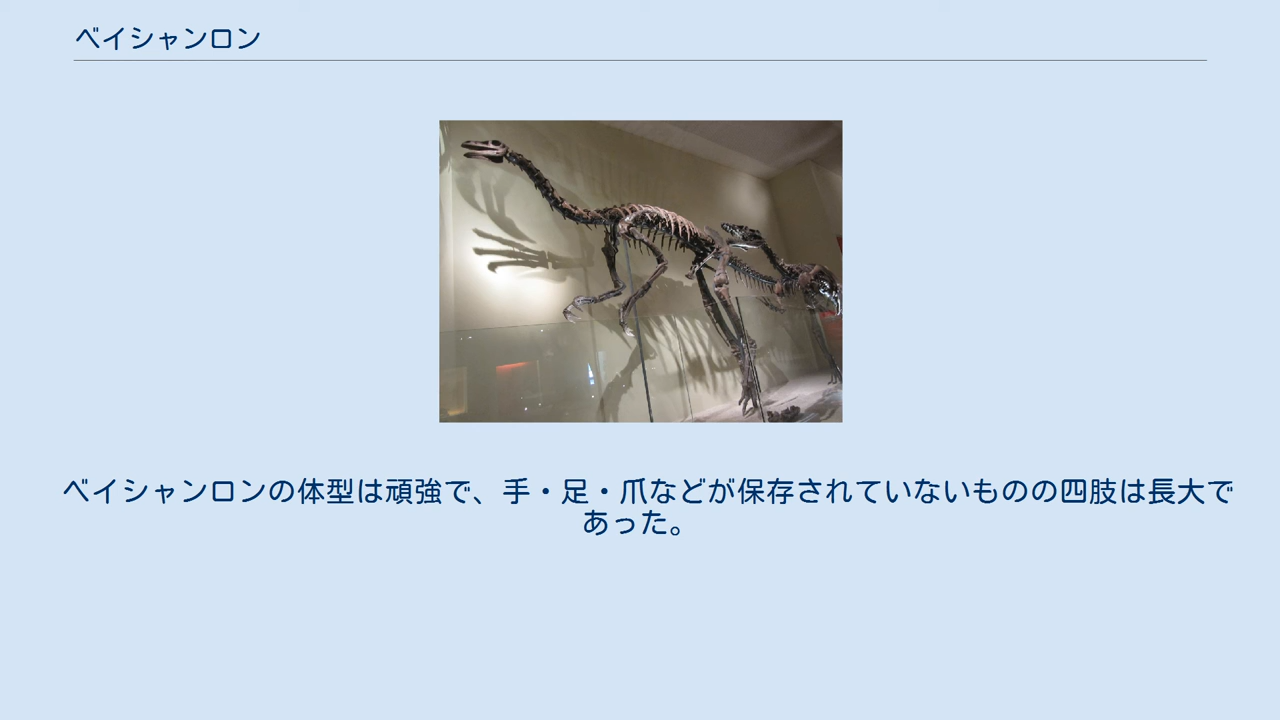 ベイシャンロン
ベイシャンロンの体型は頑強で、手・足・爪などが保存されていないものの四肢は長大で
あった。